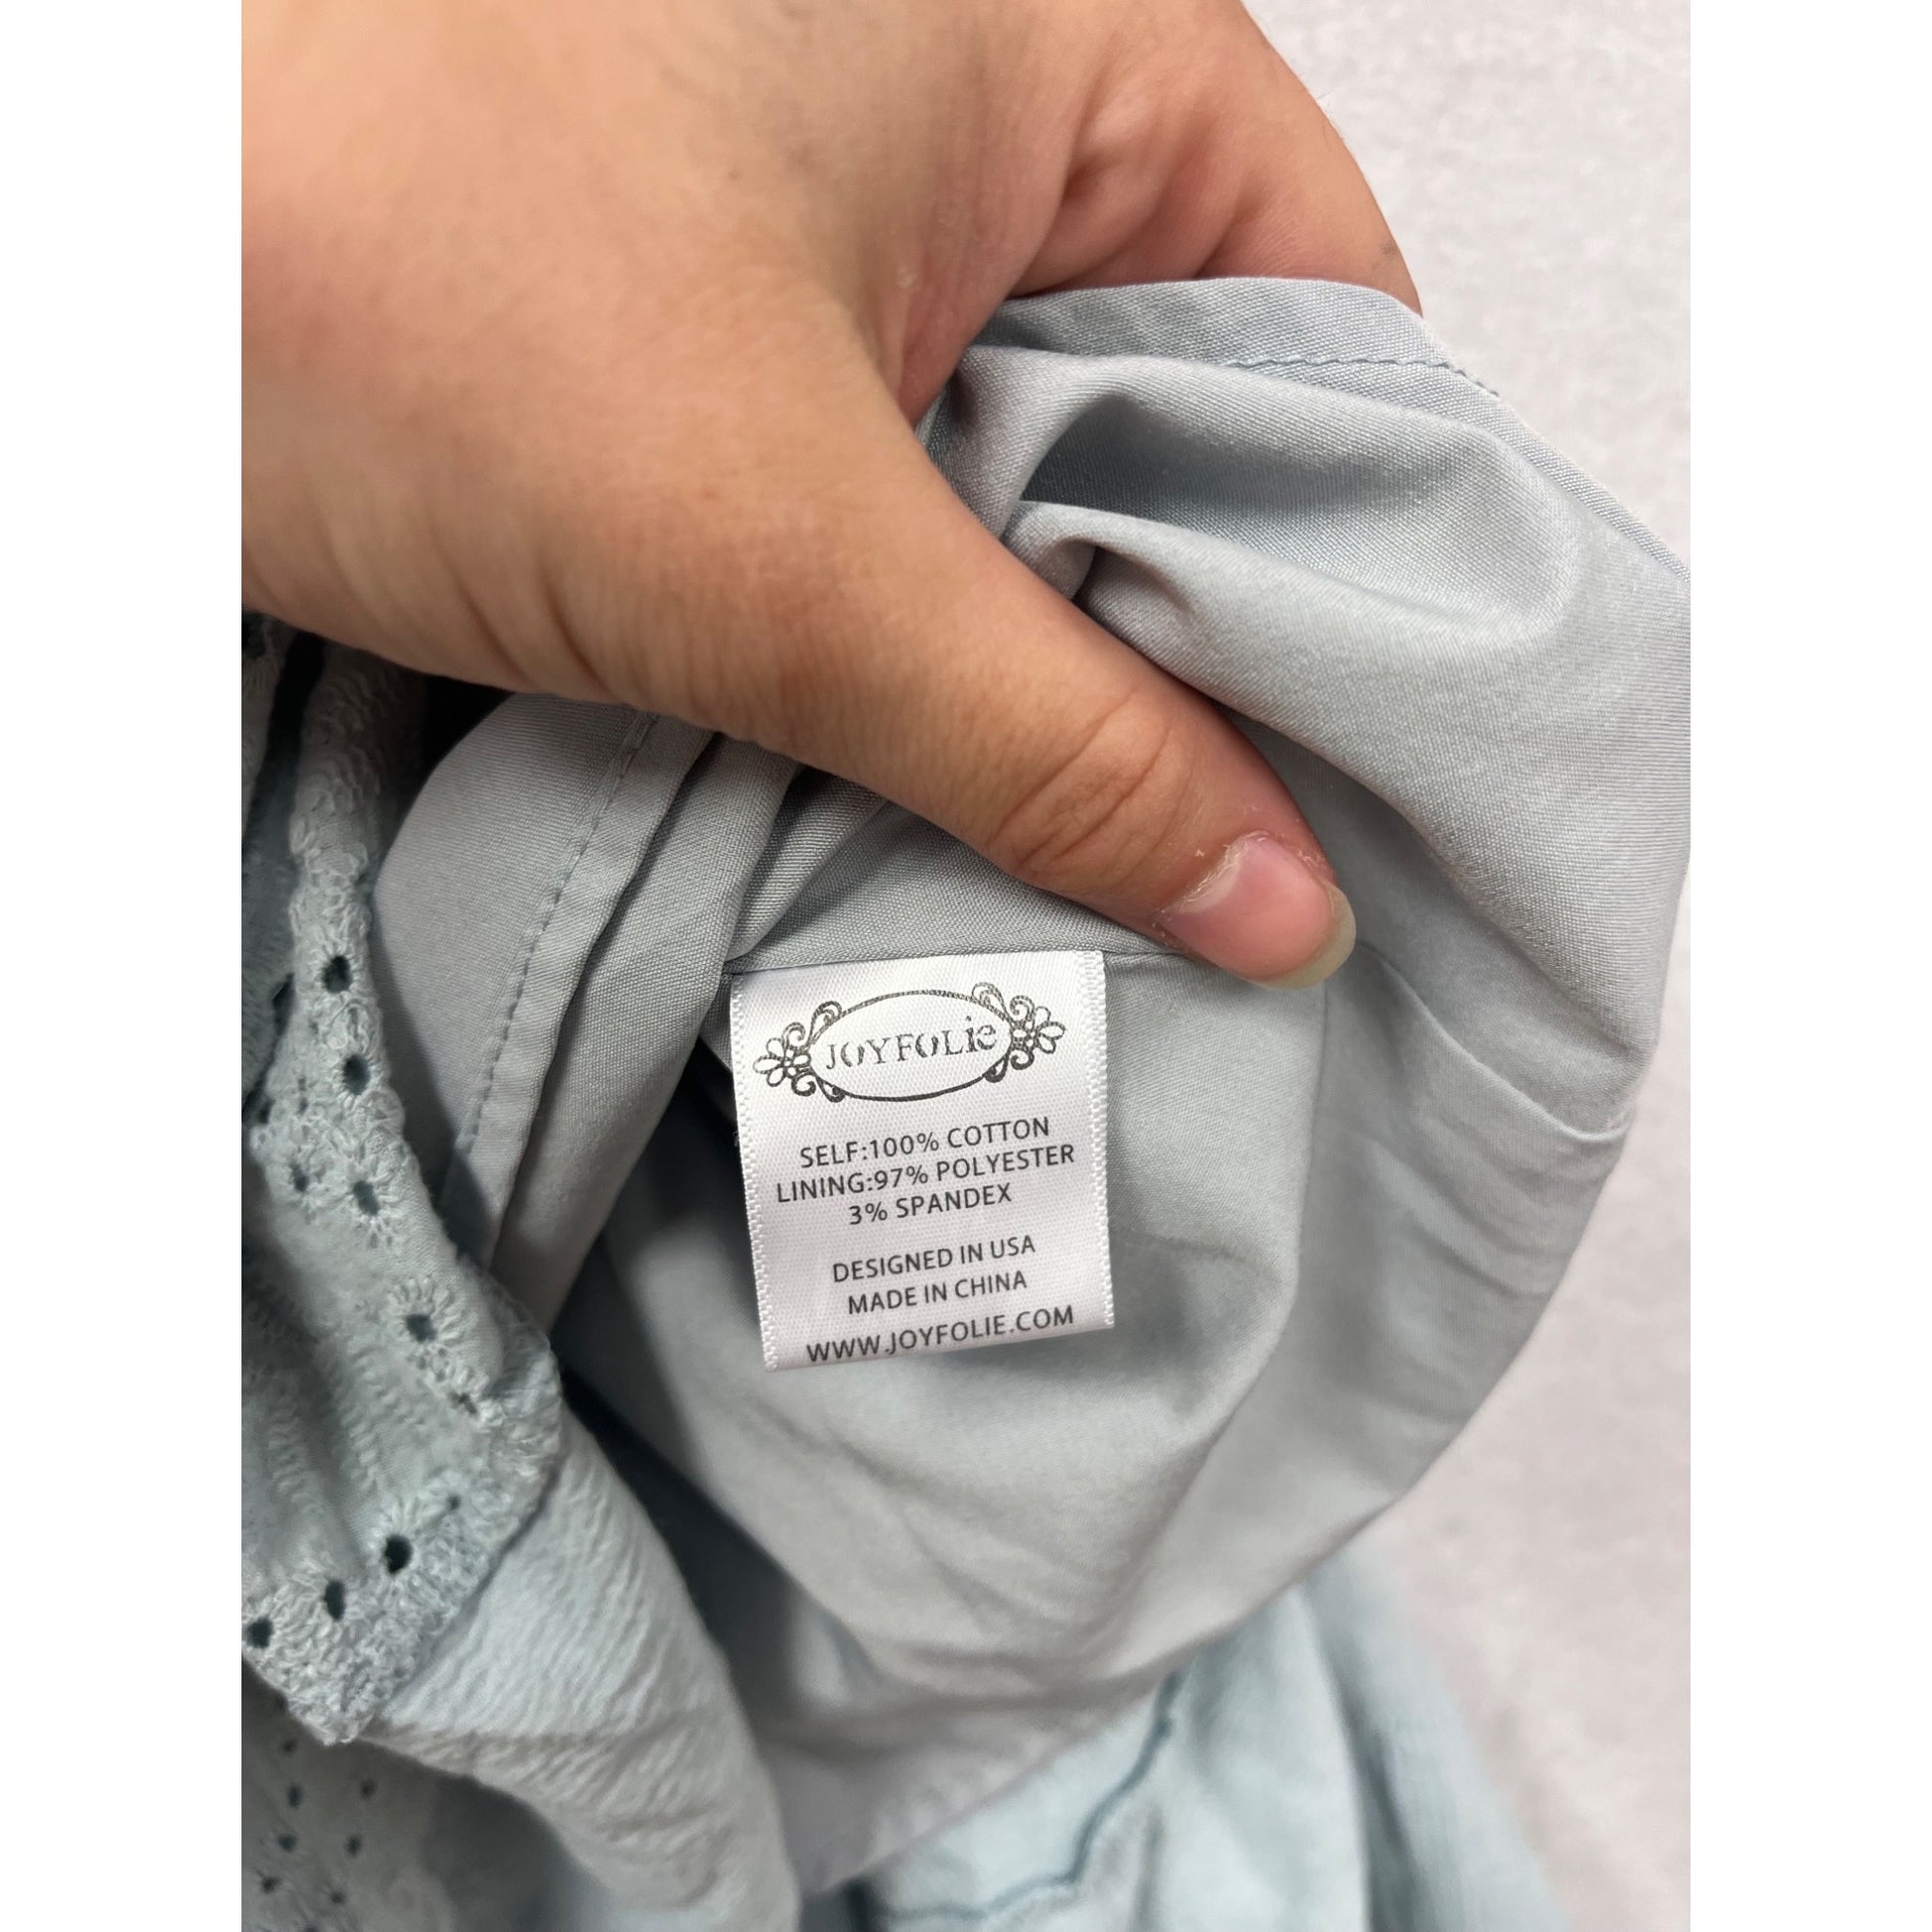 JOYFOLie
SELF:100% COTTON
LINING:97% POLYESTER
3% SPANDEX
DESIGNED IN USA
MADE IN CHINA
WWW.JOYFOLIE.COM